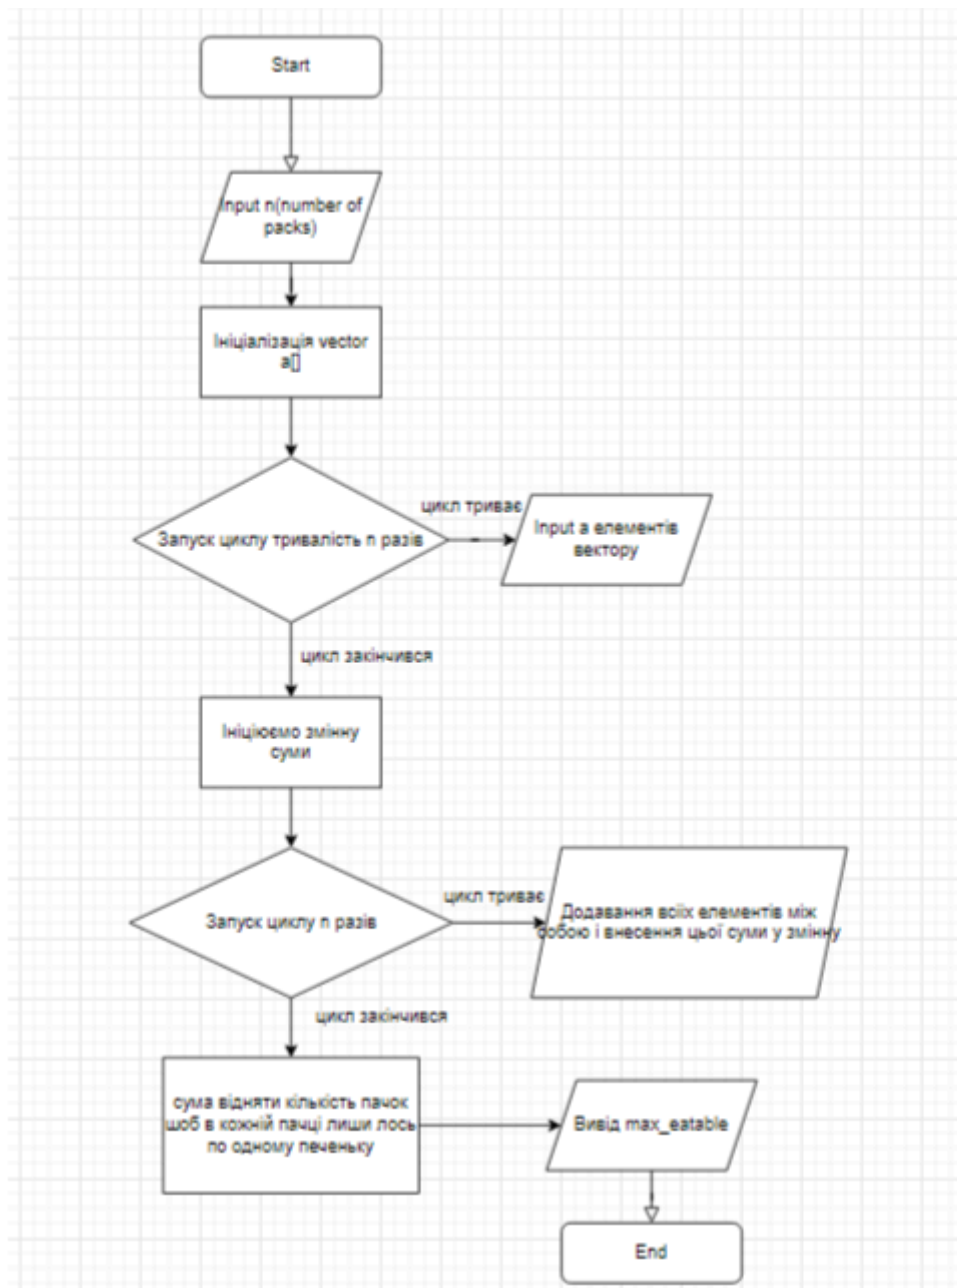 Start
Input n(number of
packs)
Ініціалізація vector
a[]
Запуск циклу тривалість n разів
цикл триває
Input a елементів
вектору
цикл закінчився
Ініціюємо змінну
суми
Запуск циклу n разів
цикл триває
Додавання всіїх елементів між
собою і внесення цьої суми у змінну
цикл закінчився
сума відняти кількість пачок
шоб в кожній пачці лиши лось
по одному печеньку
Вивід max_eatable
End